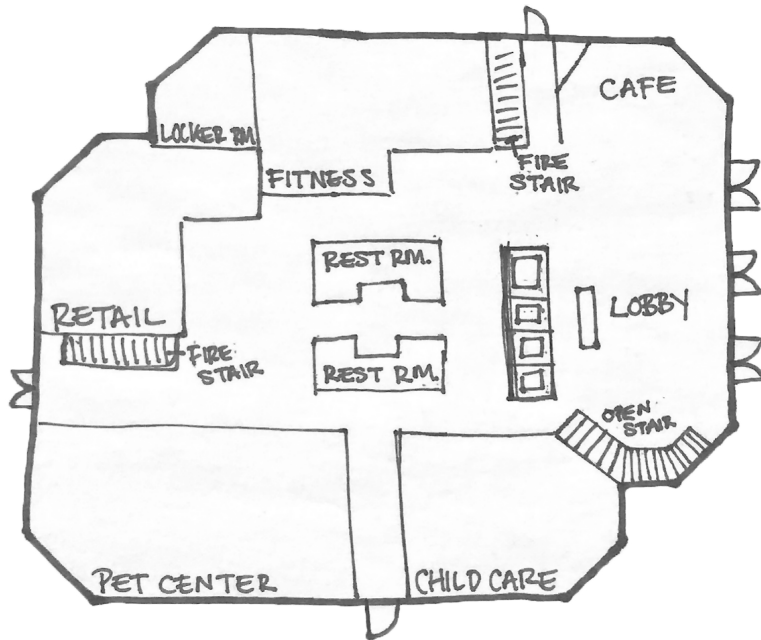 CAFE
LOCKER RM
FITNESS
FIRE
STAIR
REST RM.
LOBBY
RETAIL
FIRE
STAIR
REST RM.
OPEN
STAIR
PET CENTER
CHILD CARE